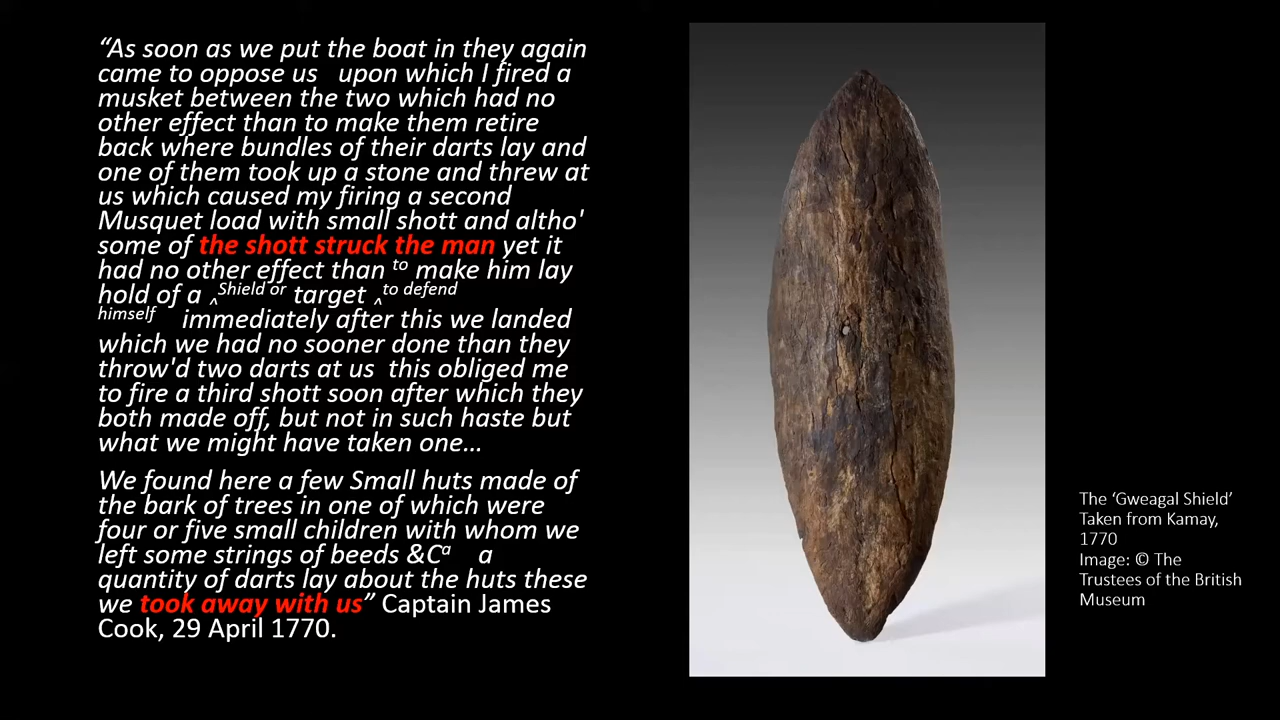 “As soon as we put the boat in they again
came to oppose us upon which I fired a
musket between the two which had no
other effect than to make them retire
back where bundles of their darts lay and
one of them took up a stone and threw at
us which caused my firing a second
Musquet load with small shott and altho'
some of the shott struck the man yet it
had no other effect than to make him lay
hold of a ‸Shield or target ‸to defend
himself immediately after this we landed
which we had no sooner done than they
throw'd two darts at us this obliged me
to fire a third shott soon after which they
both made off, but not in such haste but
what we might have taken one…
We found here a few Small huts made of
the bark of trees in one of which were
four or five small children with whom we
left some strings of beeds &Cª a
quantity of darts lay about the huts these
we took away with us” Captain James
Cook, 29 April 1770.
The ‘Gweagal Shield’
Taken from Kamay,
1770
Image: © The
Trustees of the British
Museum